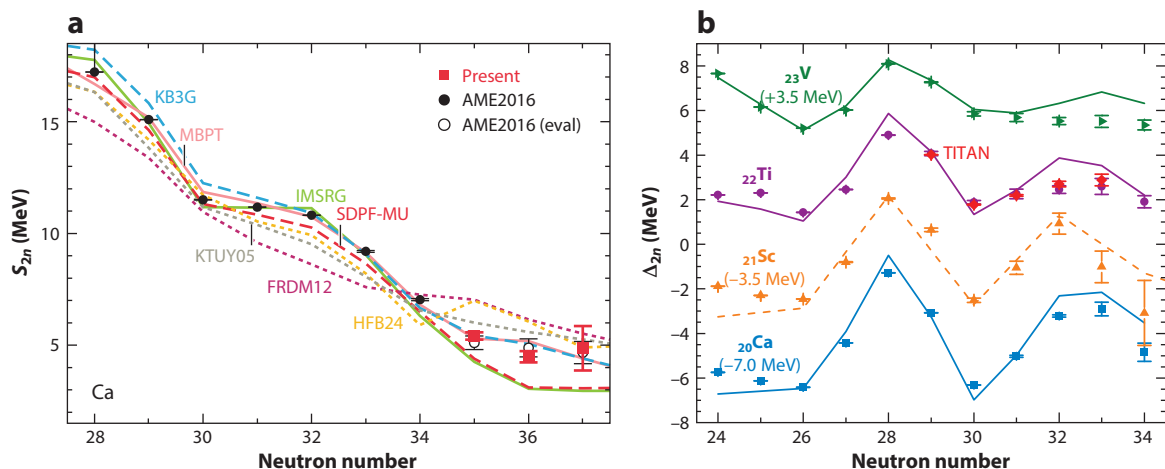 a
S2n (MeV)
15
10
5
KB3G
MBPT
IMSRG
SDPF-MU
KTUY05
FRDM12
HFB24
Present
AME2016
AME2016 (eval)
Ca
28
30
32
34
36
Neutron number
b
Δ2n (MeV)
8
6
4
2
0
−2
−4
−6
−8
23V
(+3.5 MeV)
TITAN
22Ti
21Sc
(−3.5 MeV)
20Ca
(−7.0 MeV)
24
26
28
30
32
34
Neutron number